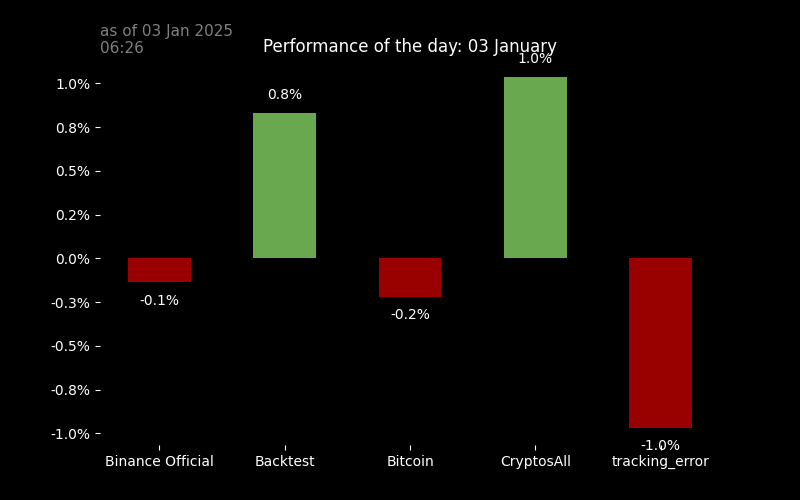 as of 03 Jan 2025
06:26
Performance of the day: 03 January
1.0%
1.0%
0.8%
0.8%
0.5%
0.2%
0.0%
-0.1%
-0.3%
-0.2%
-0.5%
-0.8%
-1.0%
-1.0%
Binance Official
Backtest
Bitcoin
CryptosAll
tracking_error